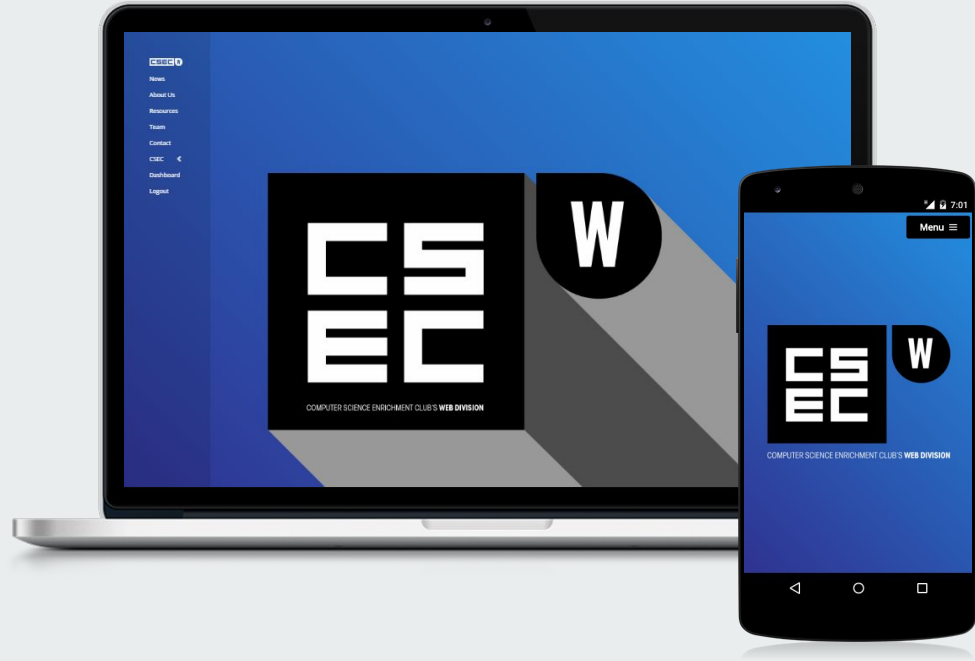 CSEC
News
About Us
Resources
Team
Contact
CSEC
Dashboard
Logout
CS
EC
W
COMPUTER SCIENCE ENRICHMENT CLUB'S WEB DIVISION
7:01
Menu
CS
EC
W
COMPUTER SCIENCE ENRICHMENT CLUB'S WEB DIVISION